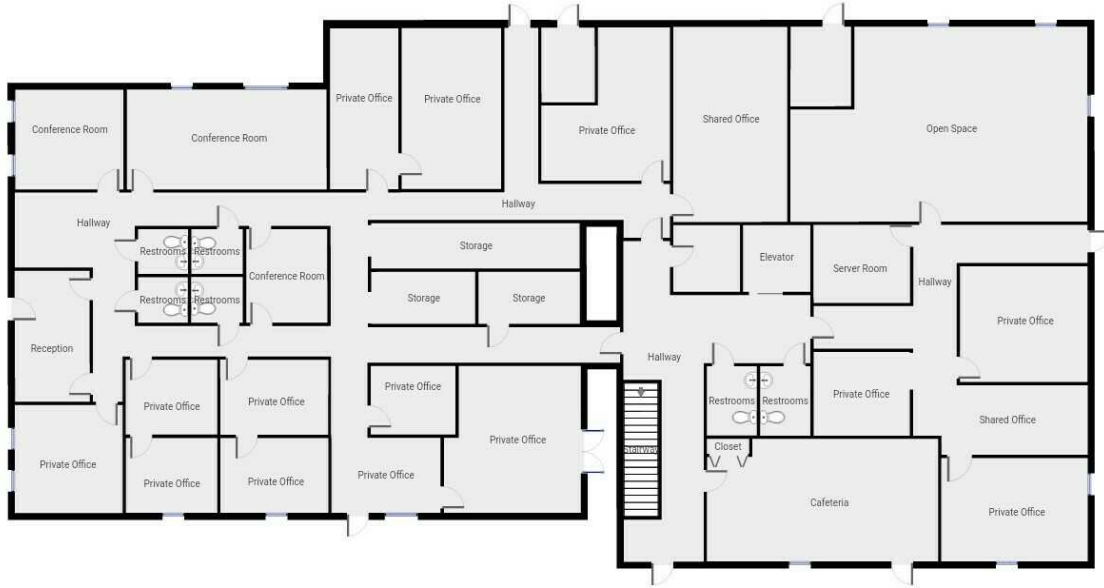 Private Office
Private Office
Conference Room
Conference Room
Private Office
Shared Office
Open Space
Hallway
Hallway
Restrooms
Restrooms
Storage
Elevator
Server Room
Conference Room
Restrooms
Restrooms
Storage
Storage
Hallway
Private Office
Reception
Hallway
Private Office
Private Office
Private Office
Restrooms
Restrooms
Private Office
Shared Office
Private Office
Stairway
Closet
Private Office
Private Office
Private Office
Private Office
Cafeteria
Private Office